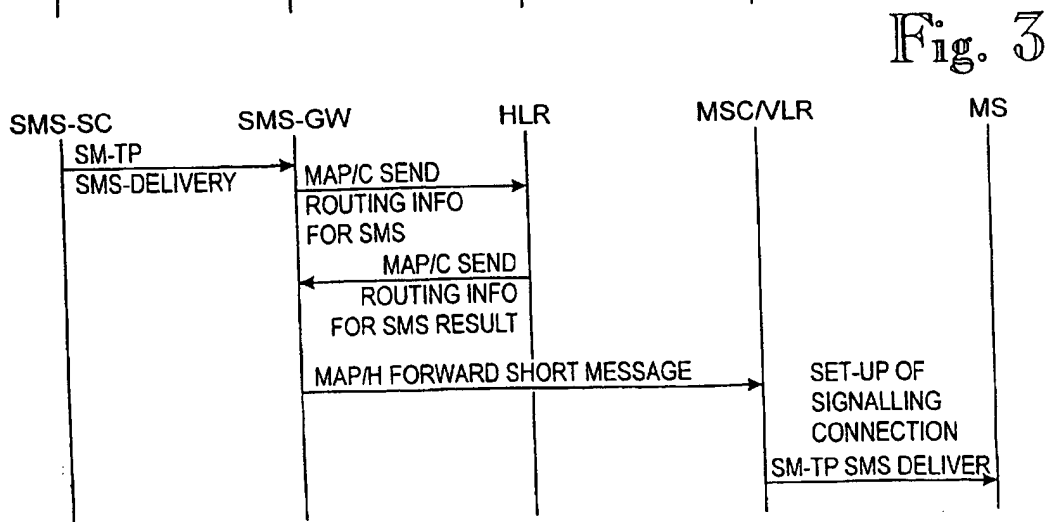 Fig. 3
SMS-SC SMS-GW HLR MSC/VLR MS
SM-TP
SMS-DELIVERY
MAP/C SEND
ROUTING INFO
FOR SMS
MAP/C SEND
ROUTING INFO
FOR SMS RESULT
MAP/H FORWARD SHORT MESSAGE
SET-UP OF
SIGNALLING
CONNECTION
SM-TP SMS DELIVER